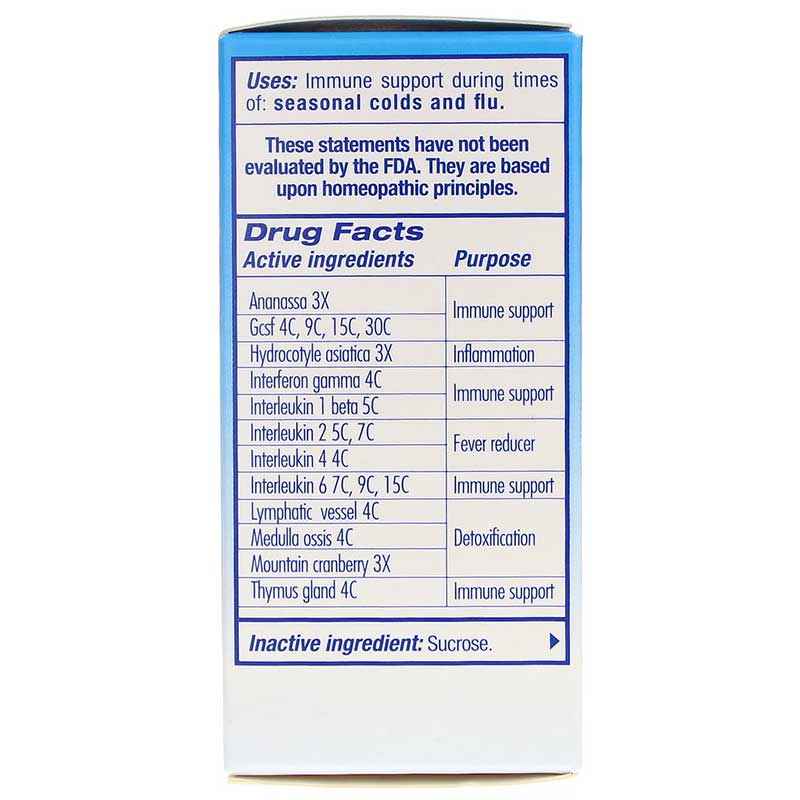 Uses: Immune support during times
of: seasonal colds and flu.
These statements have not been
evaluated by the FDA. They are based
upon homeopathic principles.
Drug Facts
Active ingredients Purpose
Ananassa 3X
Immune support
Gcsf 4C, 9C, 15C, 30C
Hydrocotyle asiatica 3X Inflammation
Interferon gamma 4C
Immune support
Interleukin 1 beta 5C
Interleukin 2 5C, 7C
Fever reducer
Interleukin 4 4C
Interleukin 6 7C, 9C, 15C Immune support
Lymphatic vessel 4C
Medulla ossis 4C Detoxification
Mountain cranberry 3X
Thymus gland 4C Immune support
Inactive ingredient: Sucrose.